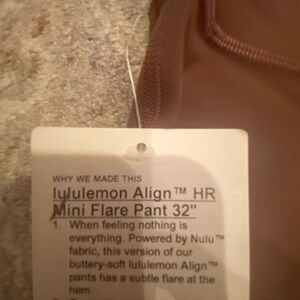 WHY WE MADE THIS
lululemon Align™ HR
Mini Flare Pant 32"
1. When feeling nothing is
everything. Powered by Nulu™
fabric, this version of our
buttery-soft lululemon Align™
pants has a subtle flare at the
hem